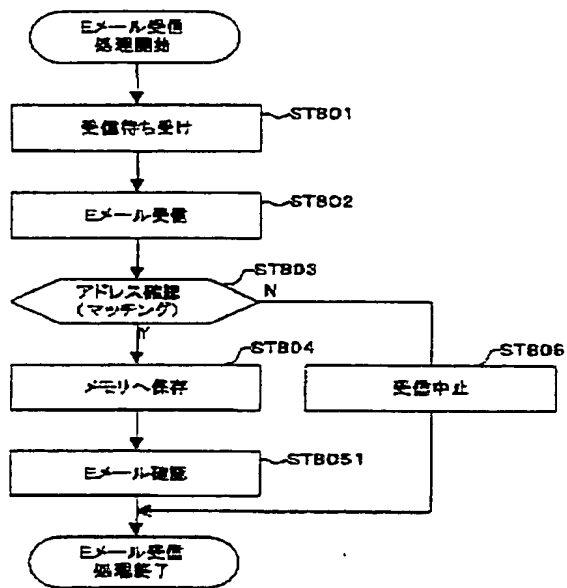 Eメール受信
処理開始
ST801
受信待ち受け
ST802
Eメール受信
ST803
アドレス確認
(マッチング)
N
Y
ST804
メモリへ保存
ST806
受信中止
ST8051
Eメール確認
Eメール受信
処理終了